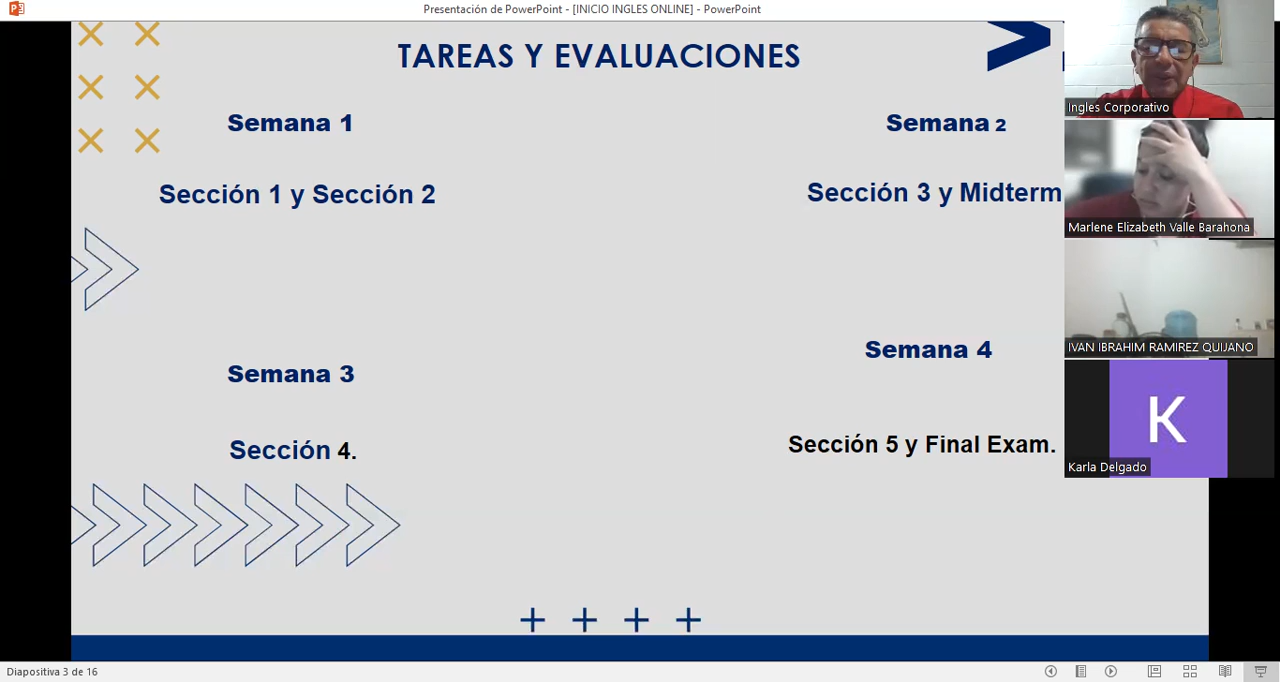 Presentación de PowerPoint - [INICIO INGLES ONLINE] - PowerPoint
TAREAS Y EVALUACIONES
Semana 1
Sección 1 y Sección 2
Semana 2
Sección 3 y Midterm
Semana 3
Sección 4.
Semana 4
Sección 5 y Final Exam.
Ingles Corporativo
Marlene Elizabeth Valle Barahona
IVAN IBRAHIM RAMIREZ QUIJANO
K
Karla Delgado
Diapositiva 3 de 16